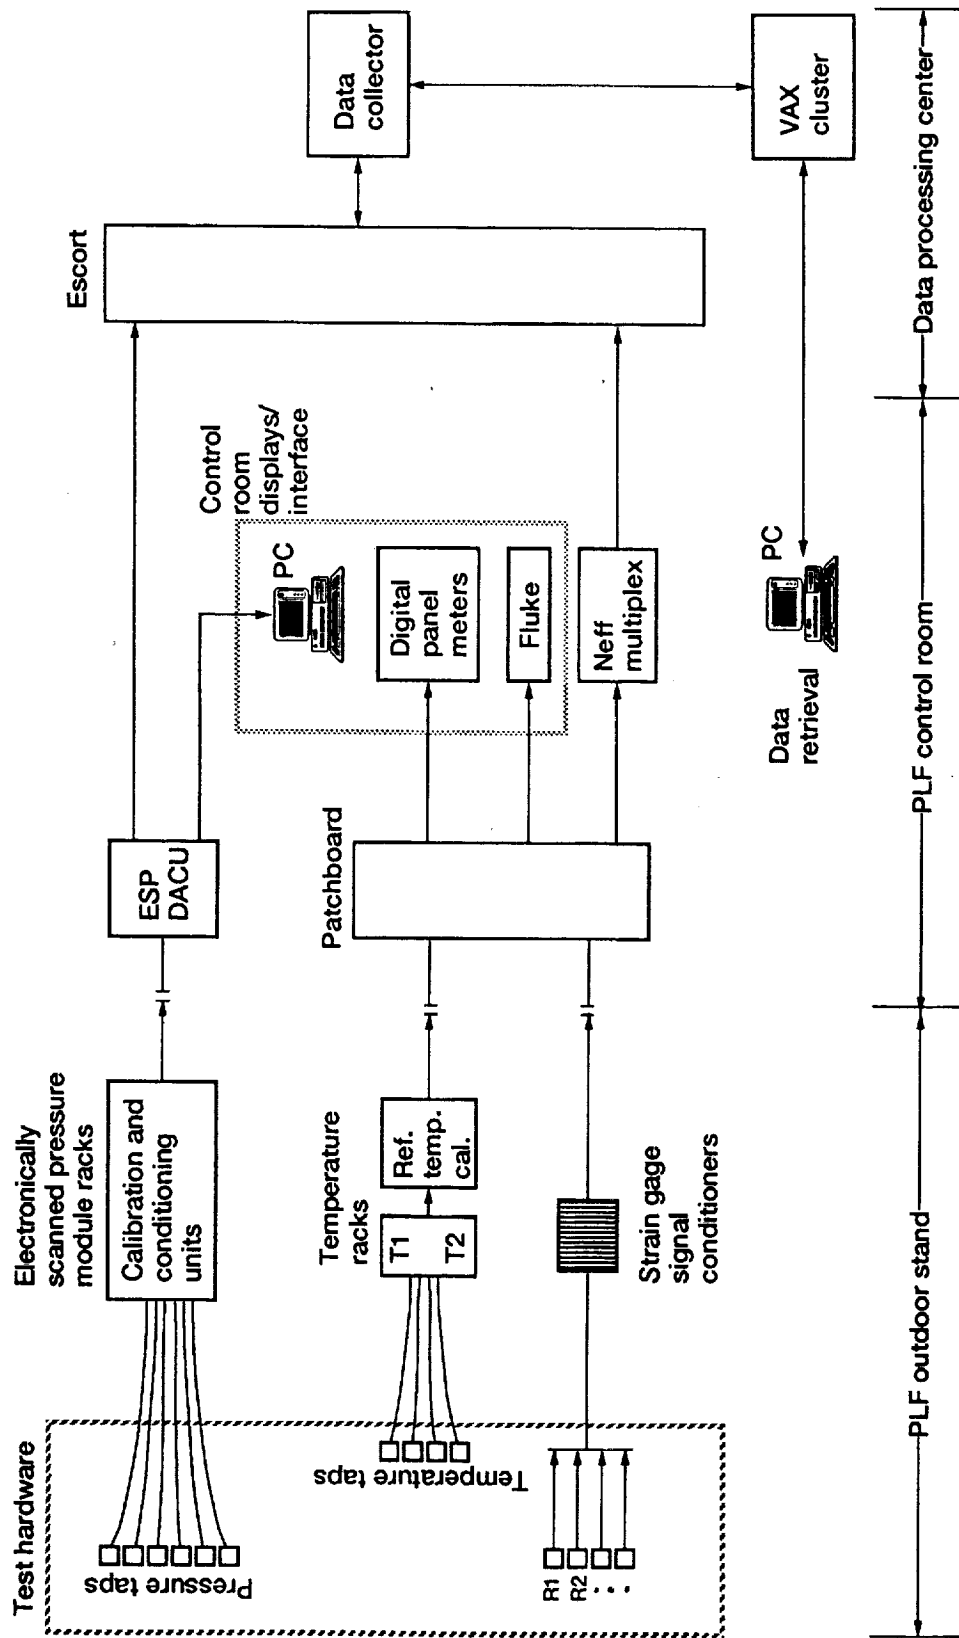 Test hardware
Pressure taps
Temperature taps
R1
R2
Electronically
scanned pressure
module racks
Calibration and
conditioning
units
Temperature
racks
T1
T2
Ref.
temp.
cal.
Strain gage
signal
conditioners
ESP
DACU
Patchboard
Control
room
displays/
interface
PC
Digital
panel
meters
Fluke
Neff
multiplex
Data
retrieval
PC
Escort
Data
collector
VAX
cluster
PLF outdoor stand
PLF control room
Data processing center